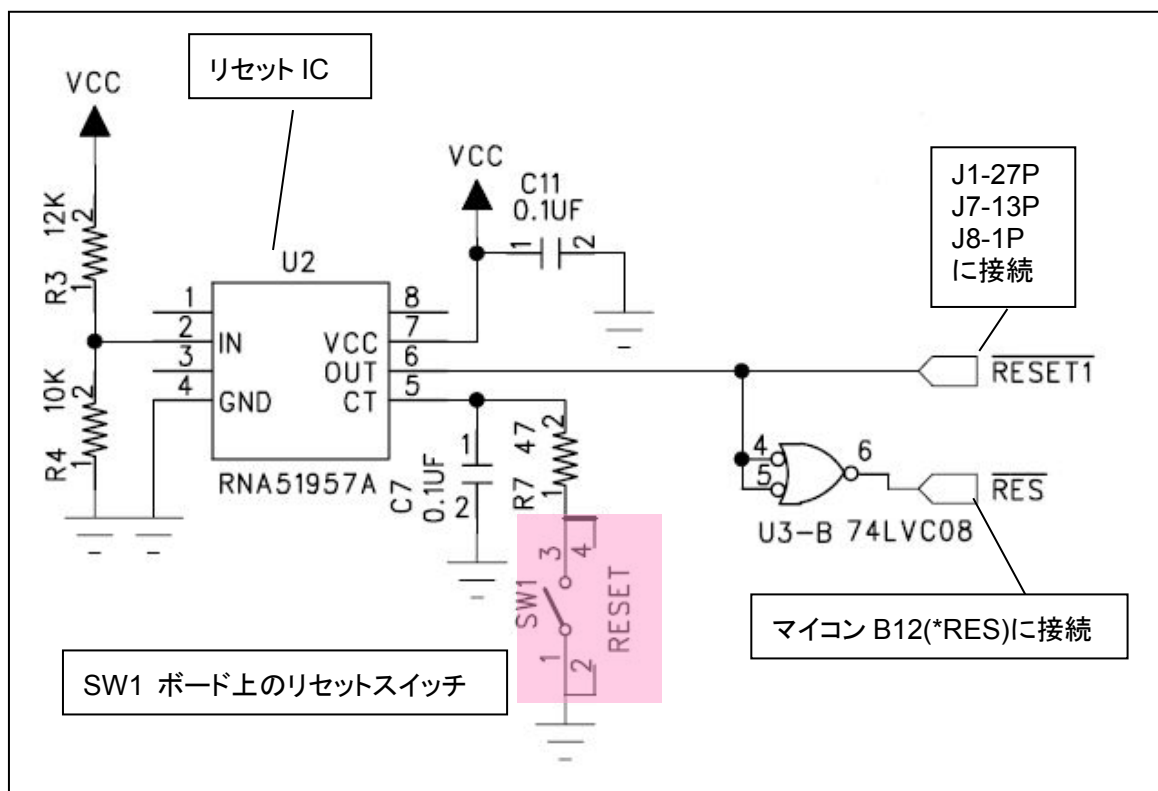 リセット IC
VCC
12K
2
R3
1
10K
2
R4
1
U2
1
2
3
4
IN
GND
8
7
6
5
VCC
OUT
CT
RNA51957A
VCC
C11
0.1UF
1
2
C7
0.1UF
1
2
R7
47
2
1
SW1
3
4
1
2
RESET
J1-27P
J7-13P
J8-1P
に接続
RESET1
4
5
6
RES
U3-B 74LVC08
マイコン B12(*RES)に接続
SW1 ボード上のリセットスイッチ